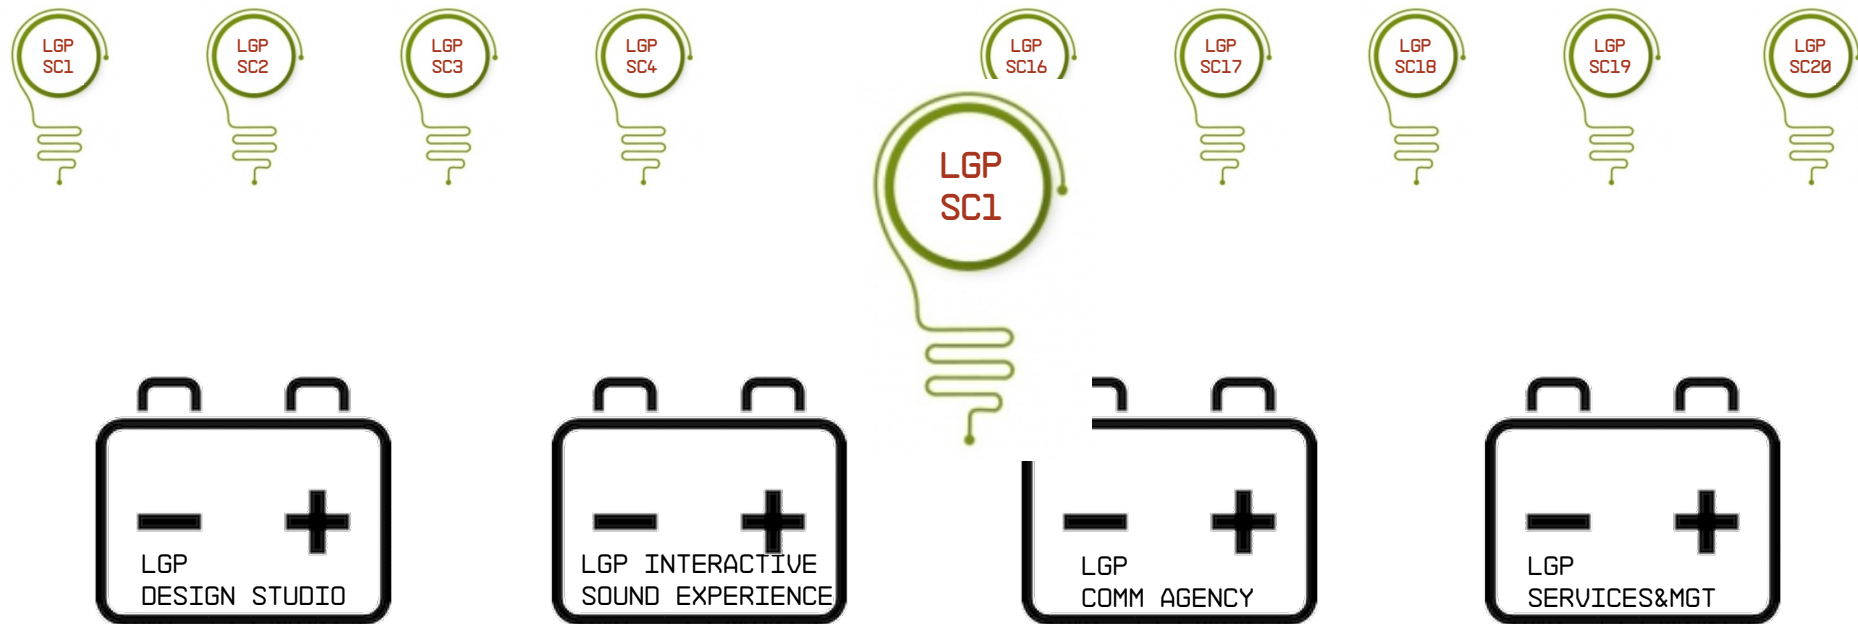 LGP
SC1
LGP
SC2
LGP
SC3
LGP
SC4
LGP
SC16
LGP
SC17
LGP
SC18
LGP
SC19
LGP
SC20
LGP
SC1
LGP
DESIGN STUDIO
LGP INTERACTIVE
SOUND EXPERIENCE
LGP
COMM AGENCY
LGP
SERVICES&MGT